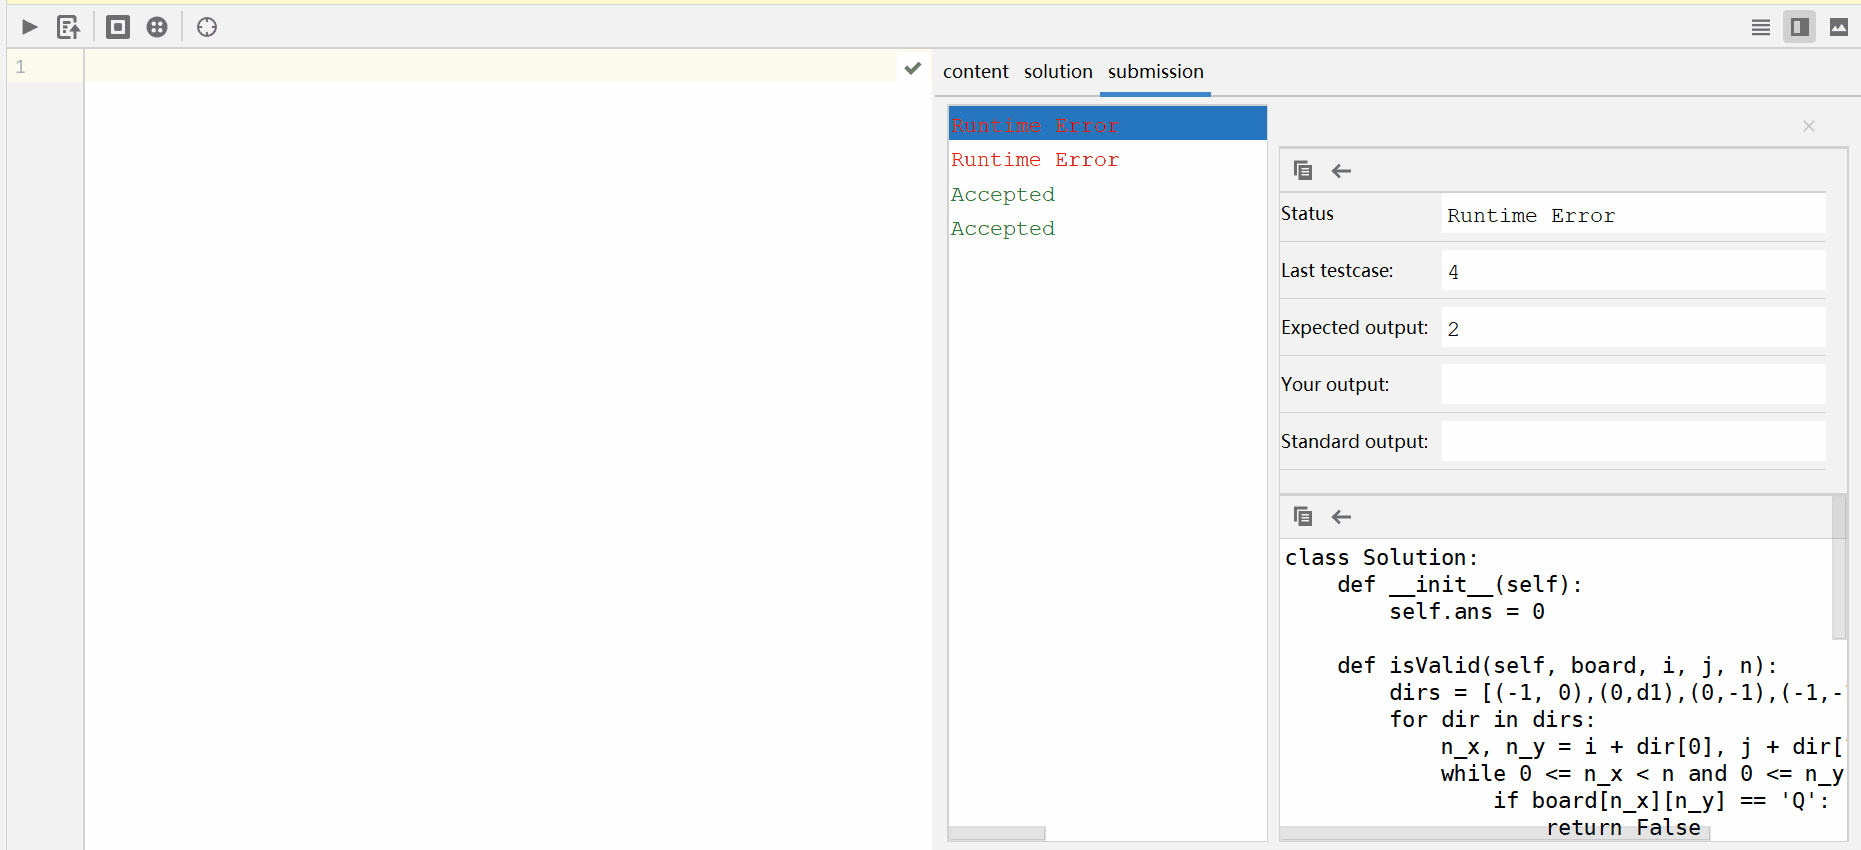 1
content solution submission
Runtime Error
Runtime Error
Accepted
Accepted
Status Runtime Error
Last testcase: 4
Expected output: 2
Your output:
Standard output:
class Solution:
    def __init__(self):
        self.ans = 0
    def isValid(self, board, i, j, n):
        dirs = [(-1, 0),(0,d1),(0,-1),(-1,-
        for dir in dirs:
            n_x, n_y = i + dir[0], j + dir[
            while 0 <= n_x < n and 0 <= n_y
                if board[n_x][n_y] == 'Q':
                    return False